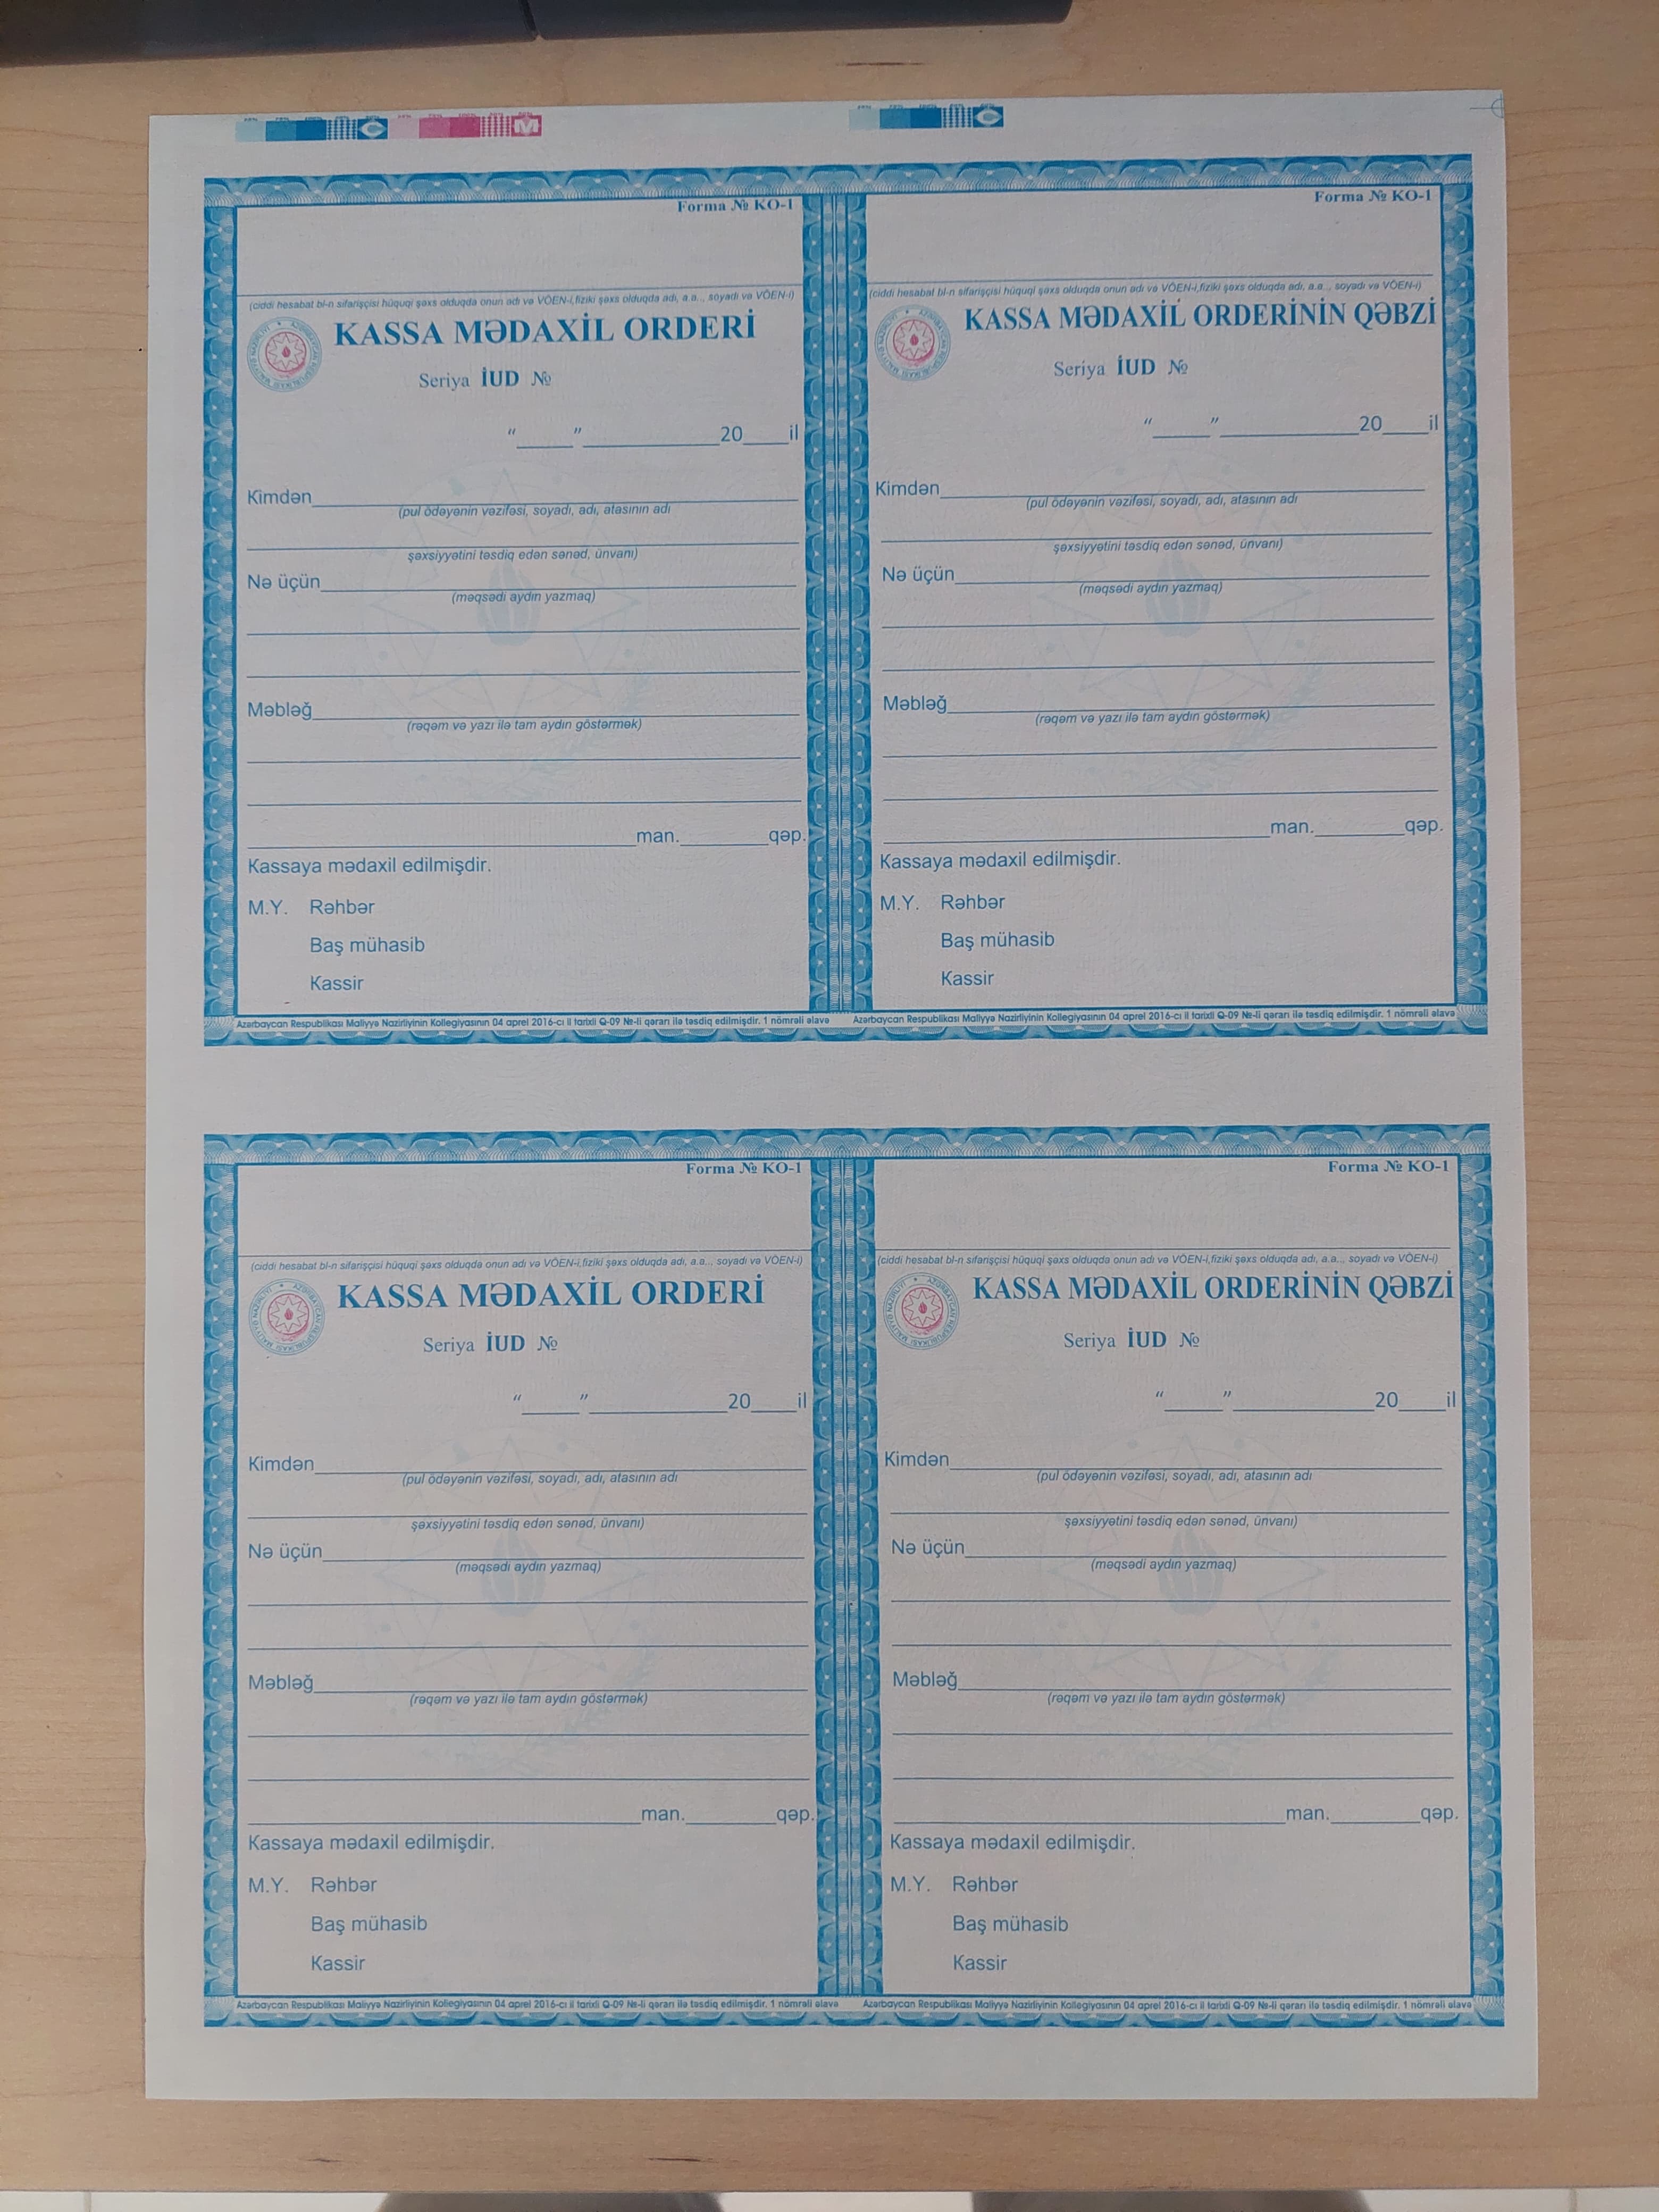 C M C
Forma № KO-1
(ciddi hesabat bl-n sifarişçisi hüquqi şəxs olduqda onun adı və VÖEN-i,fiziki şəxs olduqda adı, a.a.., soyadı və VÖEN-i)
KASSA MƏDAXİL ORDERİ
Seriya İUD №
“_____”____________20____il
Kimdən
(pul ödəyənin vəzifəsi, soyadı, adı, atasının adı
şəxsiyyətini təsdiq edən sənəd, ünvanı)
Nə üçün
(məqsədi aydın yazmaq)
Məbləğ
(rəqəm və yazı ilə tam aydın göstərmək)
man.________qəp.
Kassaya mədaxil edilmişdir.
M.Y. Rəhbər
Baş mühasib
Kassir
Azərbaycan Respublikası Maliyyə Nazirliyinin Kollegiyasının 04 aprel 2016-cı il tarixli Q-09 №-li qərarı ilə təsdiq edilmişdir. 1 nömrəli əlavə
Forma № KO-1
(ciddi hesabat bl-n sifarişçisi hüquqi şəxs olduqda onun adı və VÖEN-i,fiziki şəxs olduqda adı, a.a.., soyadı və VÖEN-i)
KASSA MƏDAXİL ORDERİNİN QƏBZİ
Seriya İUD №
“_____”____________20____il
Kimdən
(pul ödəyənin vəzifəsi, soyadı, adı, atasının adı
şəxsiyyətini təsdiq edən sənəd, ünvanı)
Nə üçün
(məqsədi aydın yazmaq)
Məbləğ
(rəqəm və yazı ilə tam aydın göstərmək)
man.________qəp.
Kassaya mədaxil edilmişdir.
M.Y. Rəhbər
Baş mühasib
Kassir
Azərbaycan Respublikası Maliyyə Nazirliyinin Kollegiyasının 04 aprel 2016-cı il tarixli Q-09 №-li qərarı ilə təsdiq edilmişdir. 1 nömrəli əlavə
Forma № KO-1
(ciddi hesabat bl-n sifarişçisi hüquqi şəxs olduqda onun adı və VÖEN-i,fiziki şəxs olduqda adı, a.a.., soyadı və VÖEN-i)
KASSA MƏDAXİL ORDERİ
Seriya İUD №
“_____”____________20____il
Kimdən
(pul ödəyənin vəzifəsi, soyadı, adı, atasının adı
şəxsiyyətini təsdiq edən sənəd, ünvanı)
Nə üçün
(məqsədi aydın yazmaq)
Məbləğ
(rəqəm və yazı ilə tam aydın göstərmək)
man.________qəp.
Kassaya mədaxil edilmişdir.
M.Y. Rəhbər
Baş mühasib
Kassir
Azərbaycan Respublikası Maliyyə Nazirliyinin Kollegiyasının 04 aprel 2016-cı il tarixli Q-09 №-li qərarı ilə təsdiq edilmişdir. 1 nömrəli əlavə
Forma № KO-1
(ciddi hesabat bl-n sifarişçisi hüquqi şəxs olduqda onun adı və VÖEN-i,fiziki şəxs olduqda adı, a.a.., soyadı və VÖEN-i)
KASSA MƏDAXİL ORDERİNİN QƏBZİ
Seriya İUD №
“_____”____________20____il
Kimdən
(pul ödəyənin vəzifəsi, soyadı, adı, atasının adı
şəxsiyyətini təsdiq edən sənəd, ünvanı)
Nə üçün
(məqsədi aydın yazmaq)
Məbləğ
(rəqəm və yazı ilə tam aydın göstərmək)
man.________qəp.
Kassaya mədaxil edilmişdir.
M.Y. Rəhbər
Baş mühasib
Kassir
Azərbaycan Respublikası Maliyyə Nazirliyinin Kollegiyasının 04 aprel 2016-cı il tarixli Q-09 №-li qərarı ilə təsdiq edilmişdir. 1 nömrəli əlavə